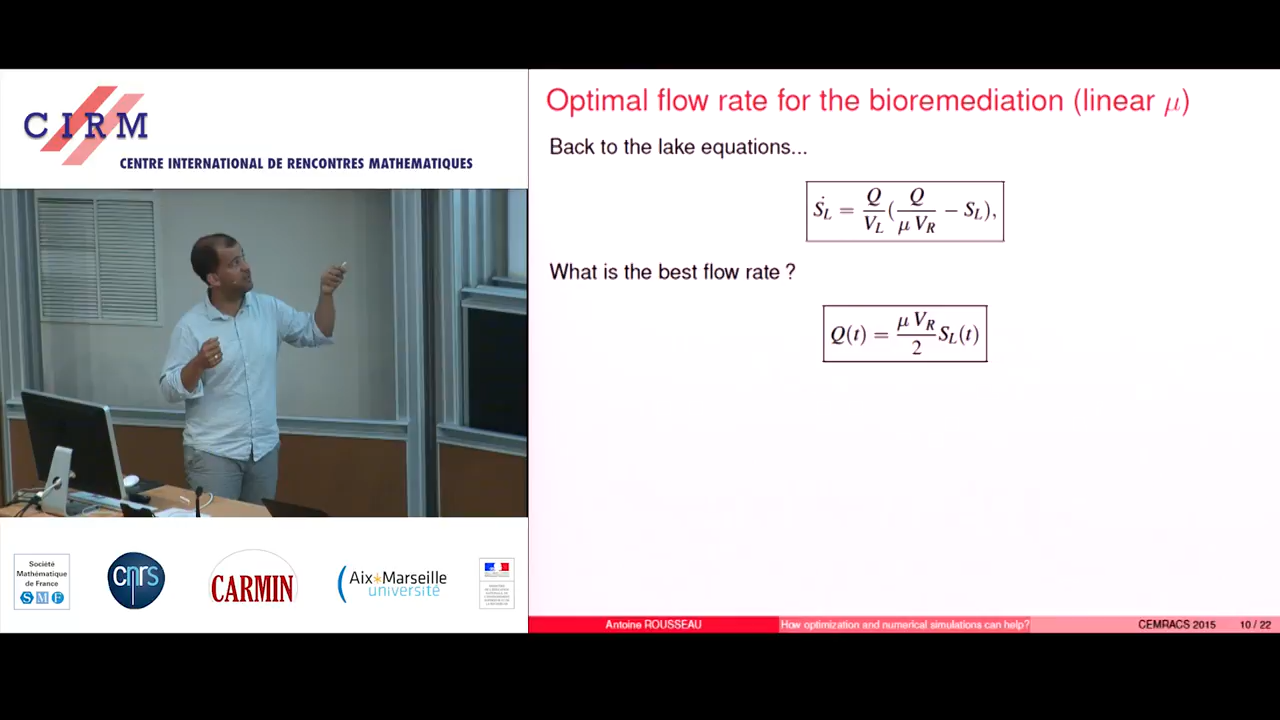 CIRM
CENTRE INTERNATIONAL DE RENCONTRES MATHEMATIQUES
Optimal flow rate for the bioremediation (linear μ)
Back to the lake equations...
Ṡ_L = Q/V_L (Q/(μ V_R) − S_L),
What is the best flow rate ?
Q(t) = (μ V_R)/2 S_L(t)
Société
Mathématique
de France
SMF
cnrs
CARMIN
Aix*Marseille
université
Antoine ROUSSEAU
How optimization and numerical simulations can help?
CEMRACS 2015
10 / 22